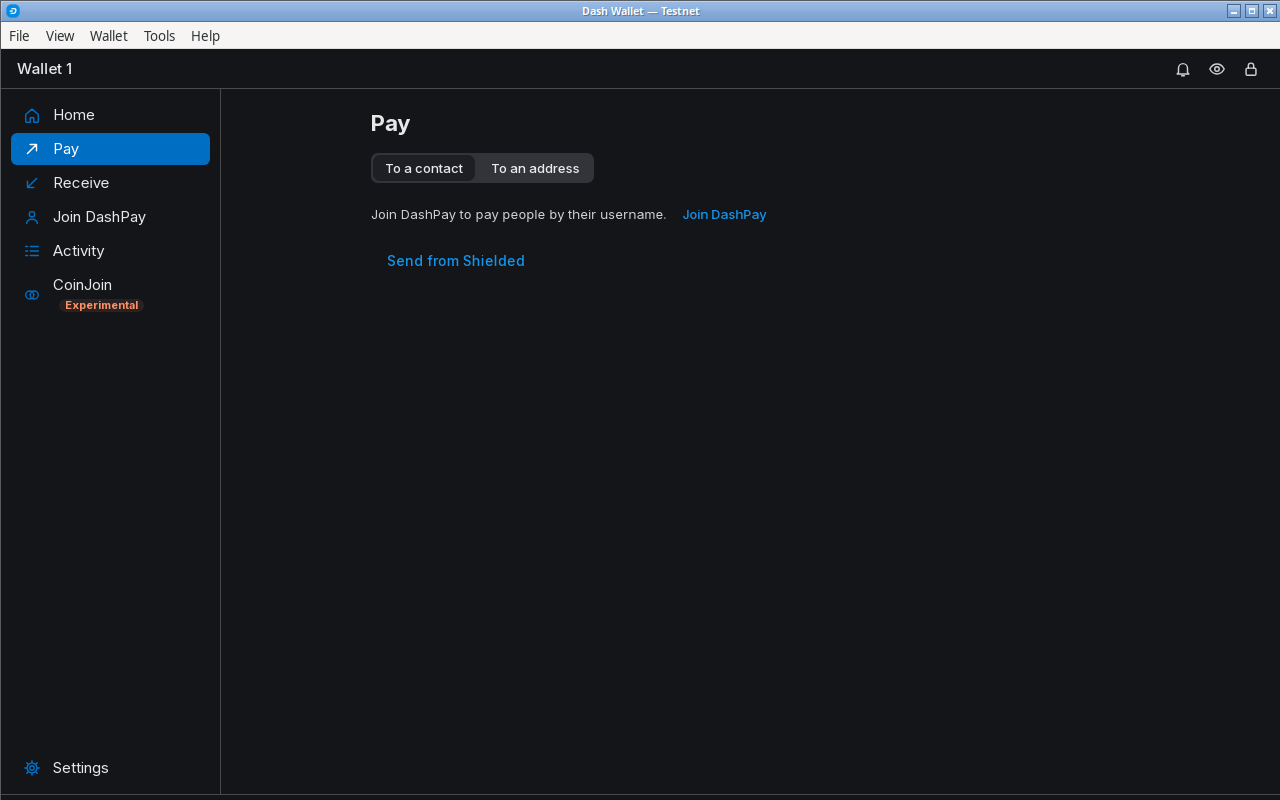 Dash Wallet — Testnet
File View Wallet Tools Help
Wallet 1
Home
Pay
Receive
Join DashPay
Activity
CoinJoin
Experimental
Settings
Pay
To a contact To an address
Join DashPay to pay people by their username. Join DashPay
Send from Shielded